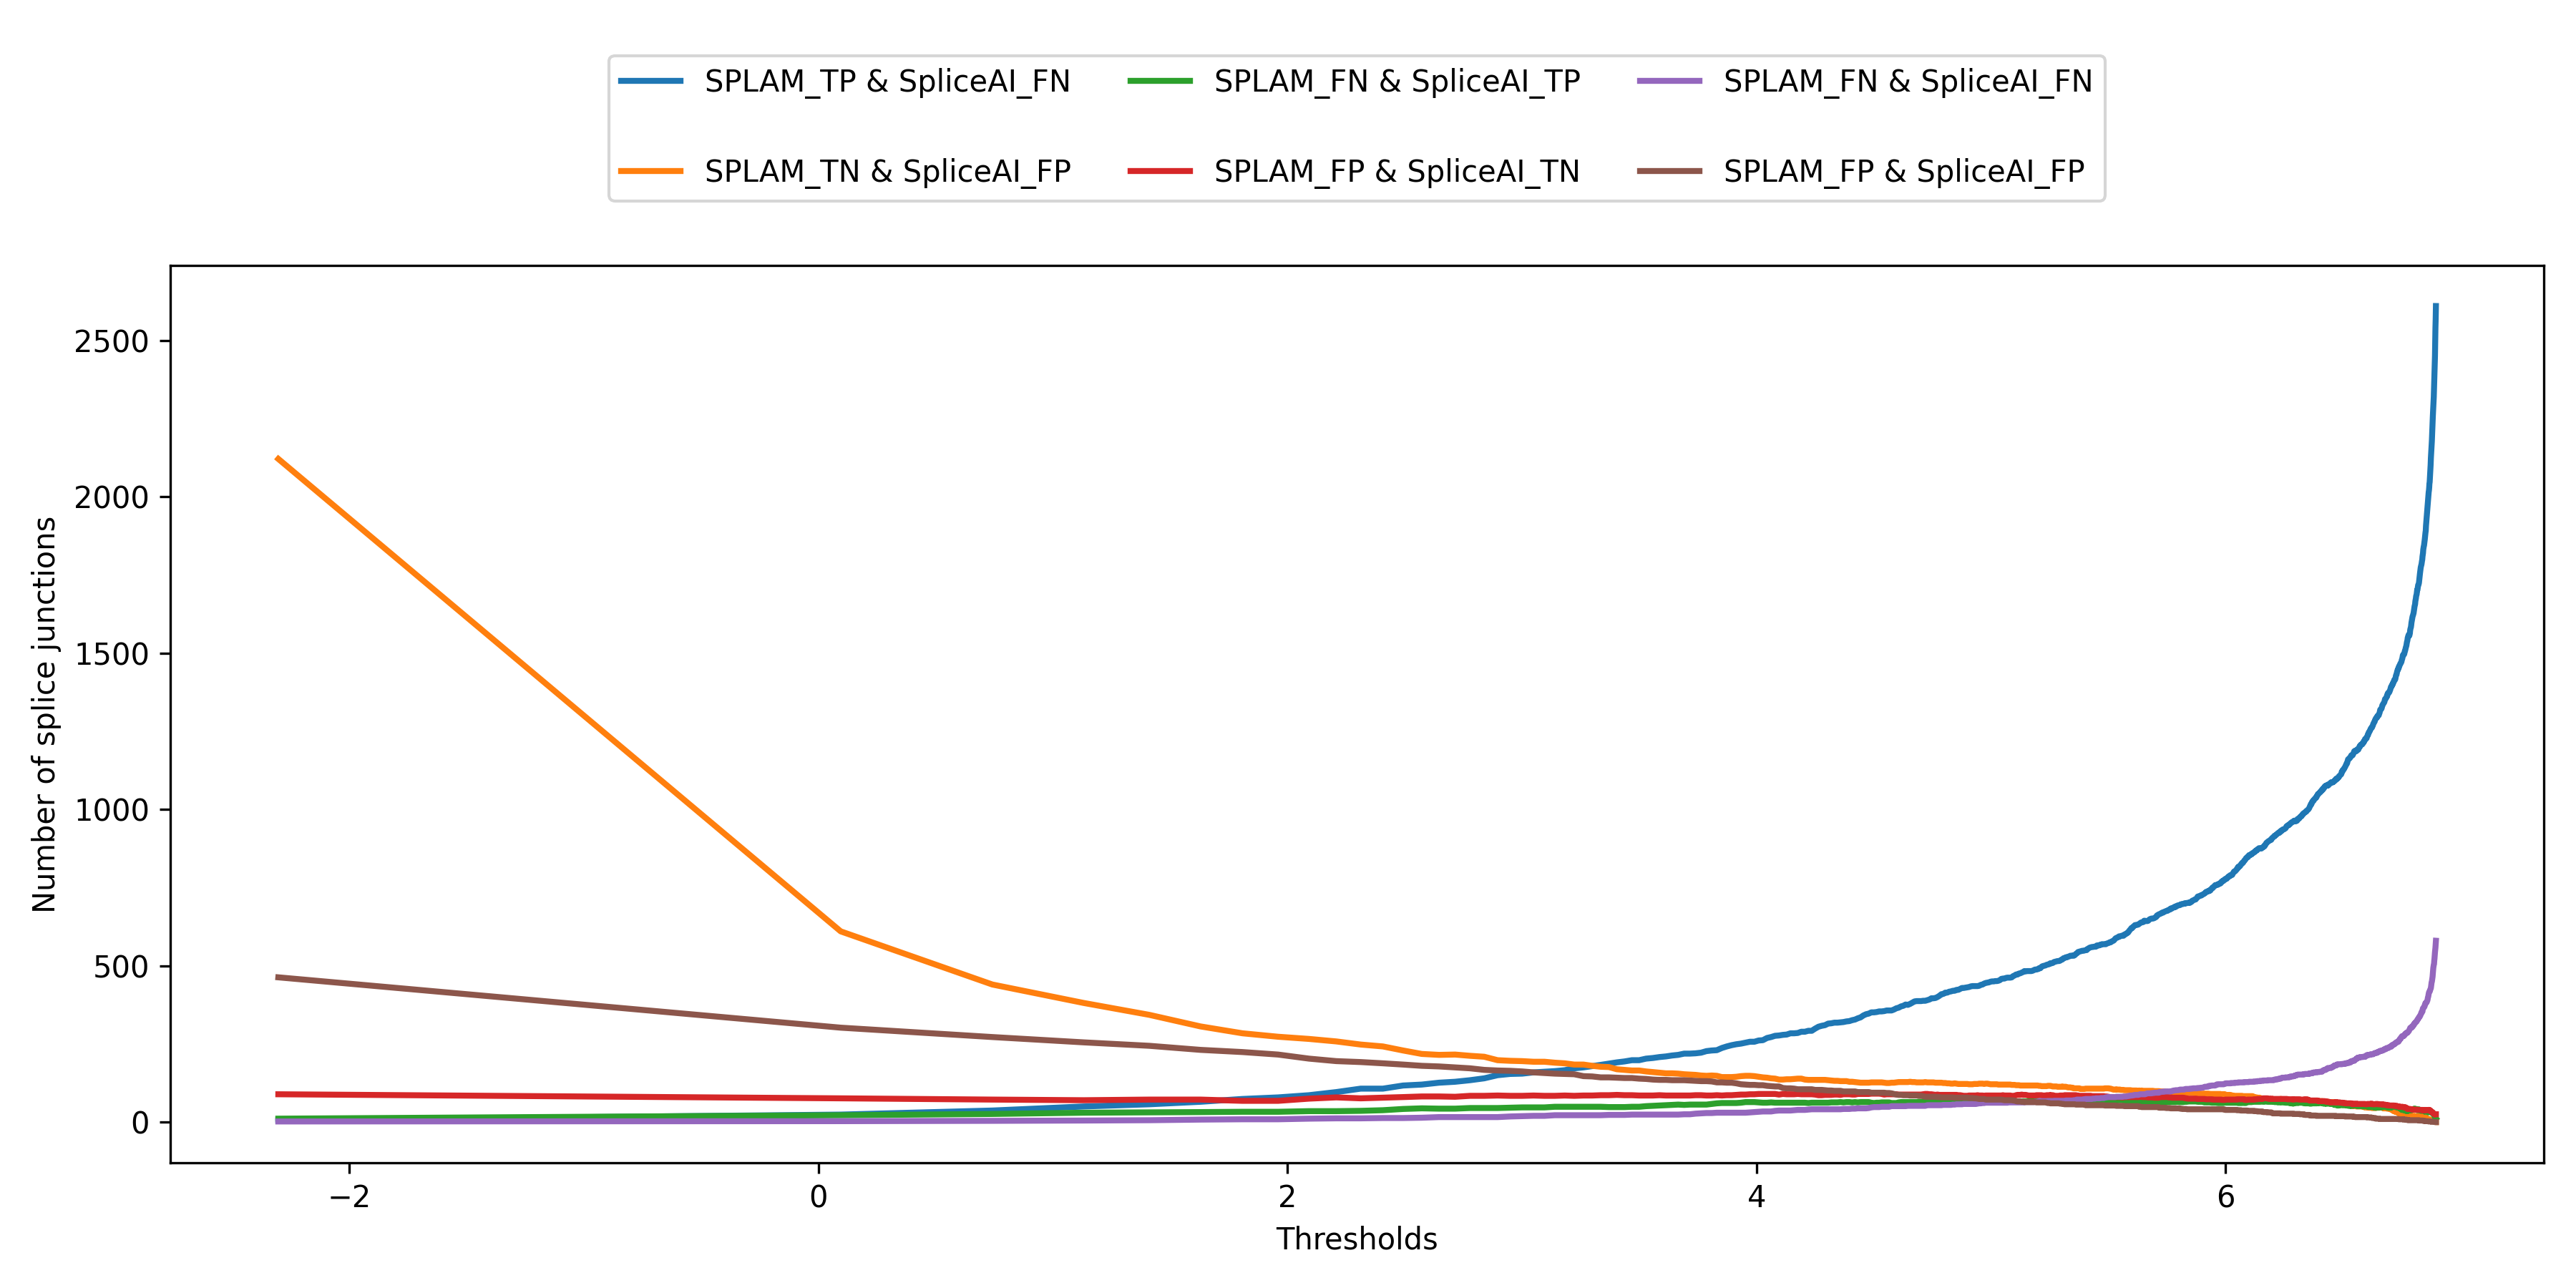 SPLAM_TP & SpliceAI_FN SPLAM_FN & SpliceAI_TP SPLAM_FN & SpliceAI_FN
SPLAM_TN & SpliceAI_FP SPLAM_FP & SpliceAI_TN SPLAM_FP & SpliceAI_FP
2500
2000
1500
1000
500
0
Number of splice junctions
−2 0 2 4 6
Thresholds